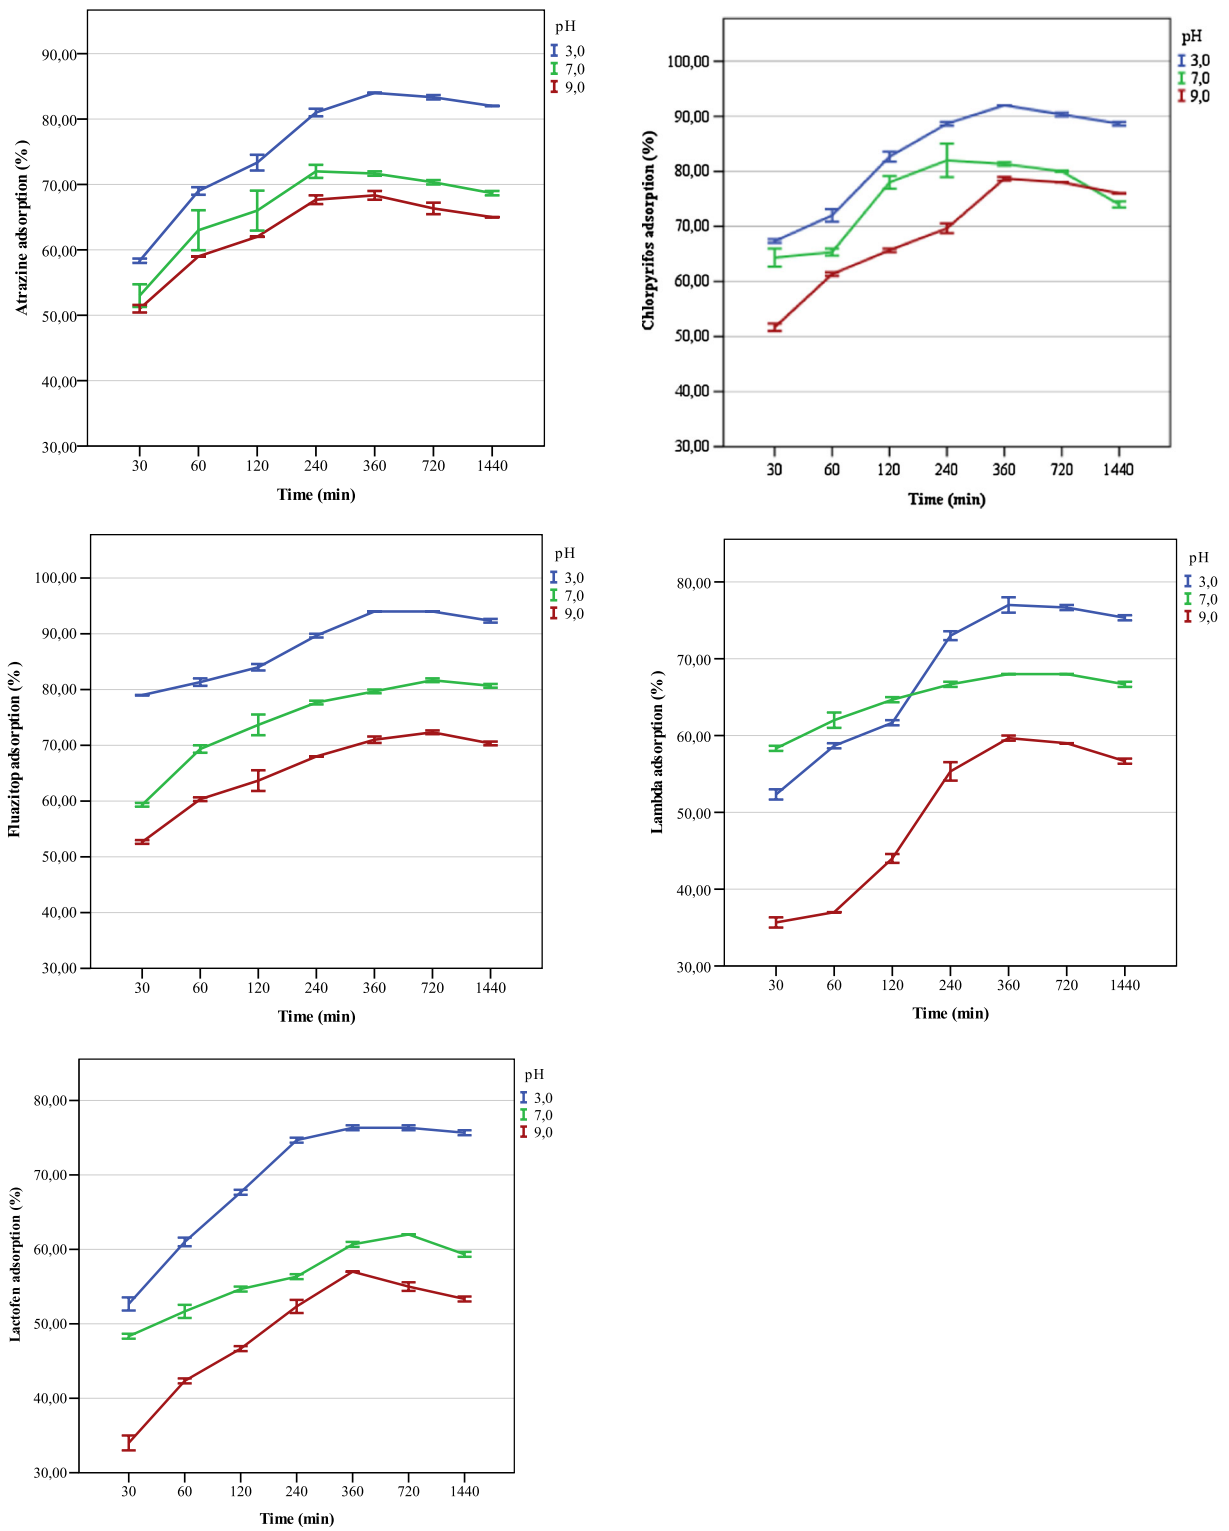 pH
3,0
7,0
9,0
90,00
80,00
70,00
60,00
50,00
40,00
30,00
Atrazine adsorption (%)
30 60 120 240 360 720 1440
Time (min)
pH
3,0
7,0
9,0
100,00
90,00
80,00
70,00
60,00
50,00
40,00
30,00
Chlorpyrifos adsorption (%)
30 60 120 240 360 720 1440
Time (min)
pH
3,0
7,0
9,0
100,00
90,00
80,00
70,00
60,00
50,00
40,00
30,00
Fluazitop adsorption (%)
30 60 120 240 360 720 1440
Time (min)
pH
3,0
7,0
9,0
80,00
70,00
60,00
50,00
40,00
30,00
Lambda adsorption (%)
30 60 120 240 360 720 1440
Time (min)
pH
3,0
7,0
9,0
80,00
70,00
60,00
50,00
40,00
30,00
Lactofen adsorption (%)
30 60 120 240 360 720 1440
Time (min)